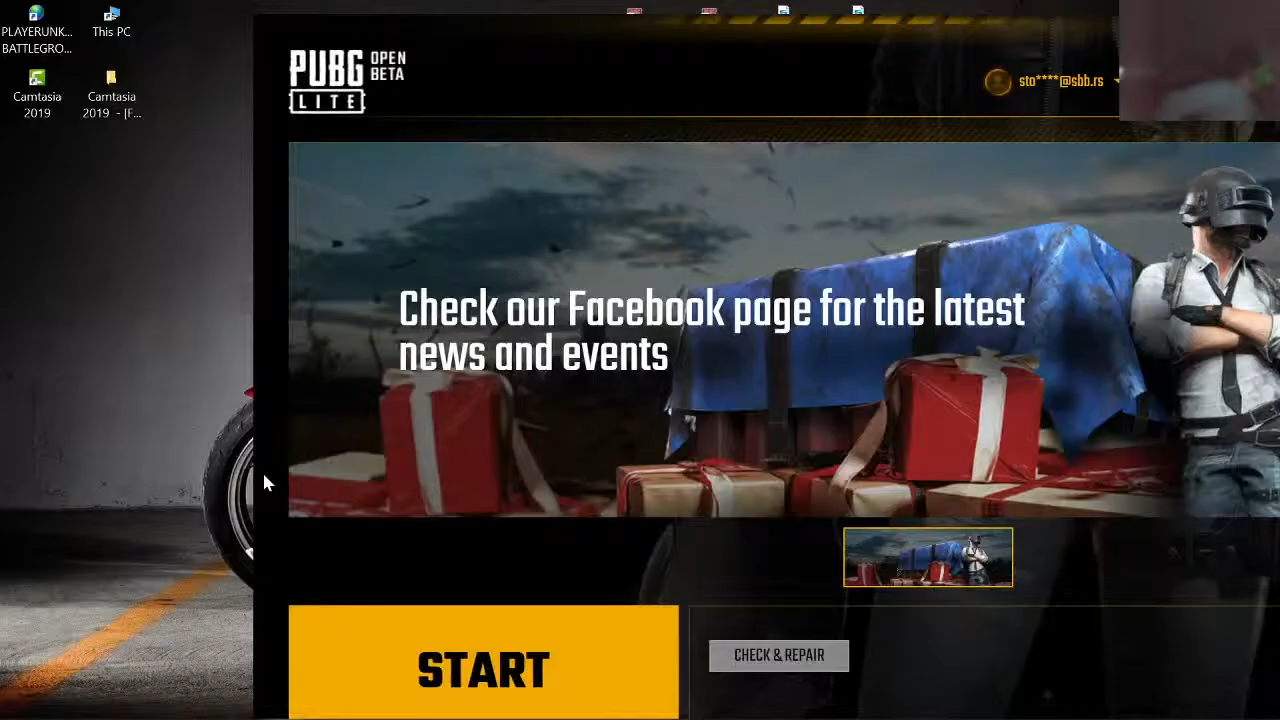 PLAYERUNK...
BATTLEGRO...
This PC
Camtasia
2019
Camtasia
2019 - [F...
PUBG
LITE
OPEN
BETA
sto****@sbb.rs
Check our Facebook page for the latest
news and events
START
CHECK & REPAIR